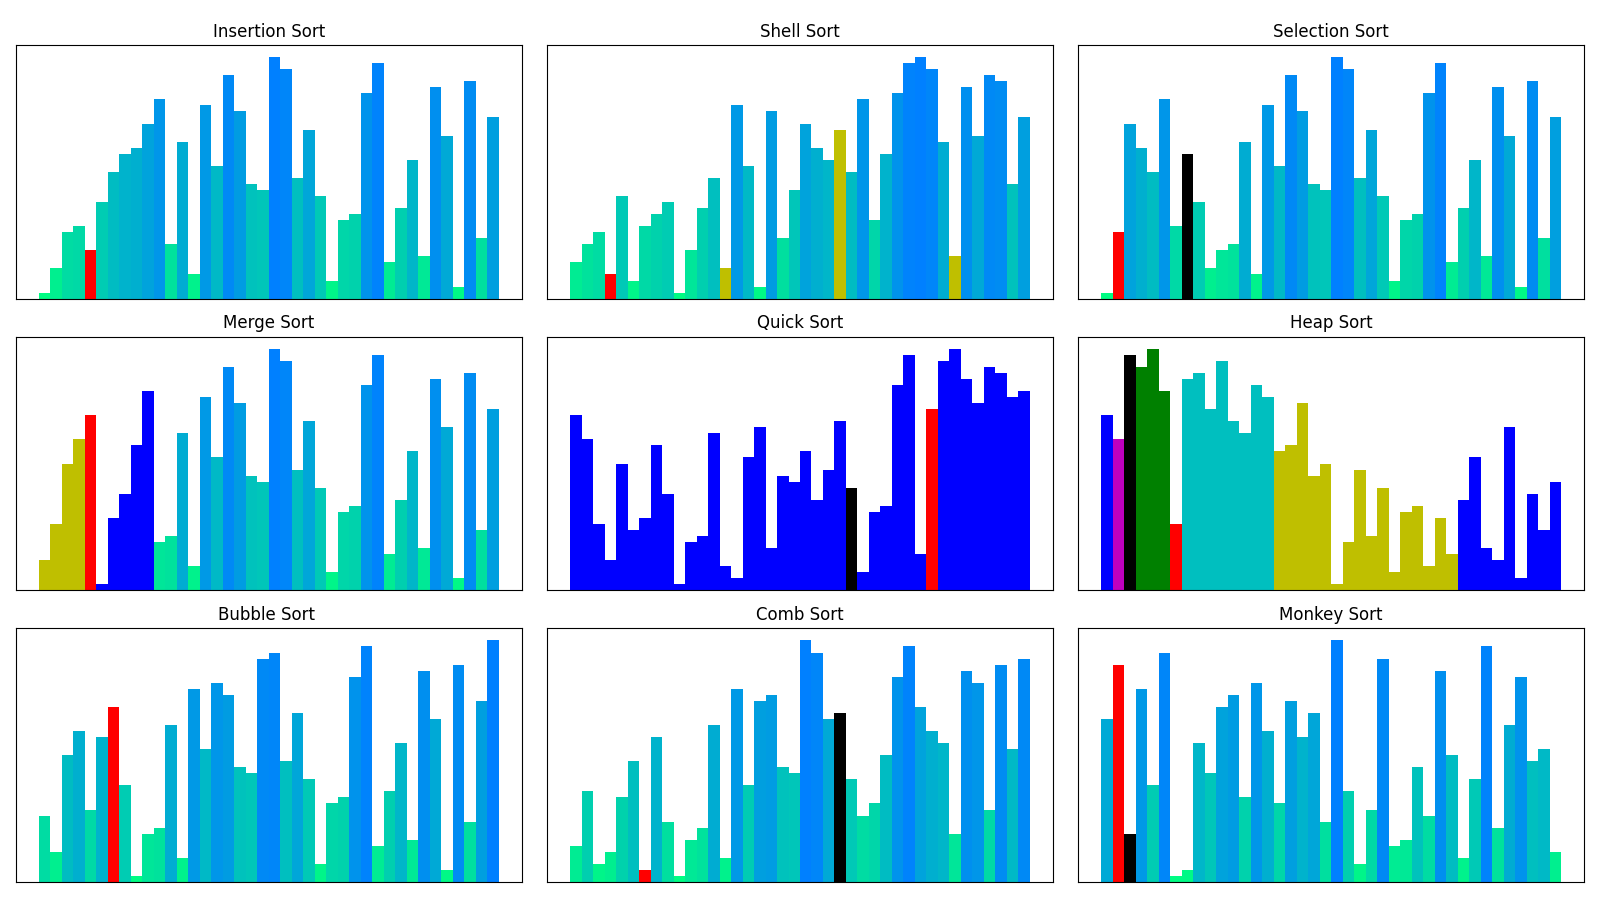 Insertion Sort
Shell Sort
Selection Sort
Merge Sort
Quick Sort
Heap Sort
Bubble Sort
Comb Sort
Monkey Sort